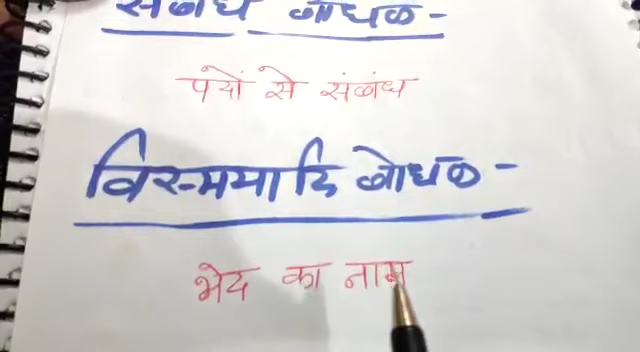 संबंध बोधक -
पदों से संबंध
विस्मयादि बोधक -
भेद का नाम